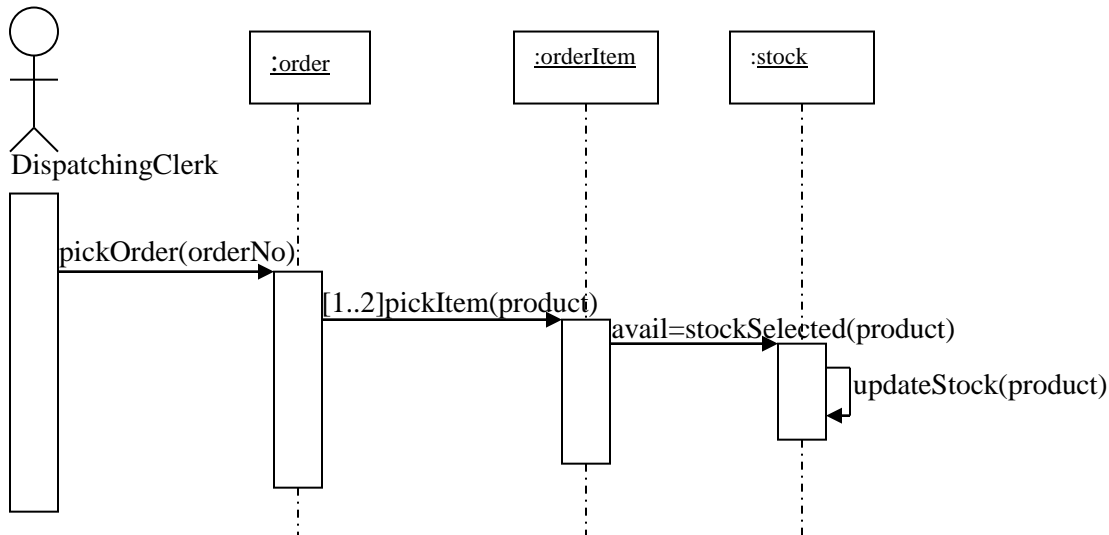 :order
:orderItem
:stock
DispatchingClerk
pickOrder(orderNo)
[1..2]pickItem(product)
avail=stockSelected(product)
updateStock(product)